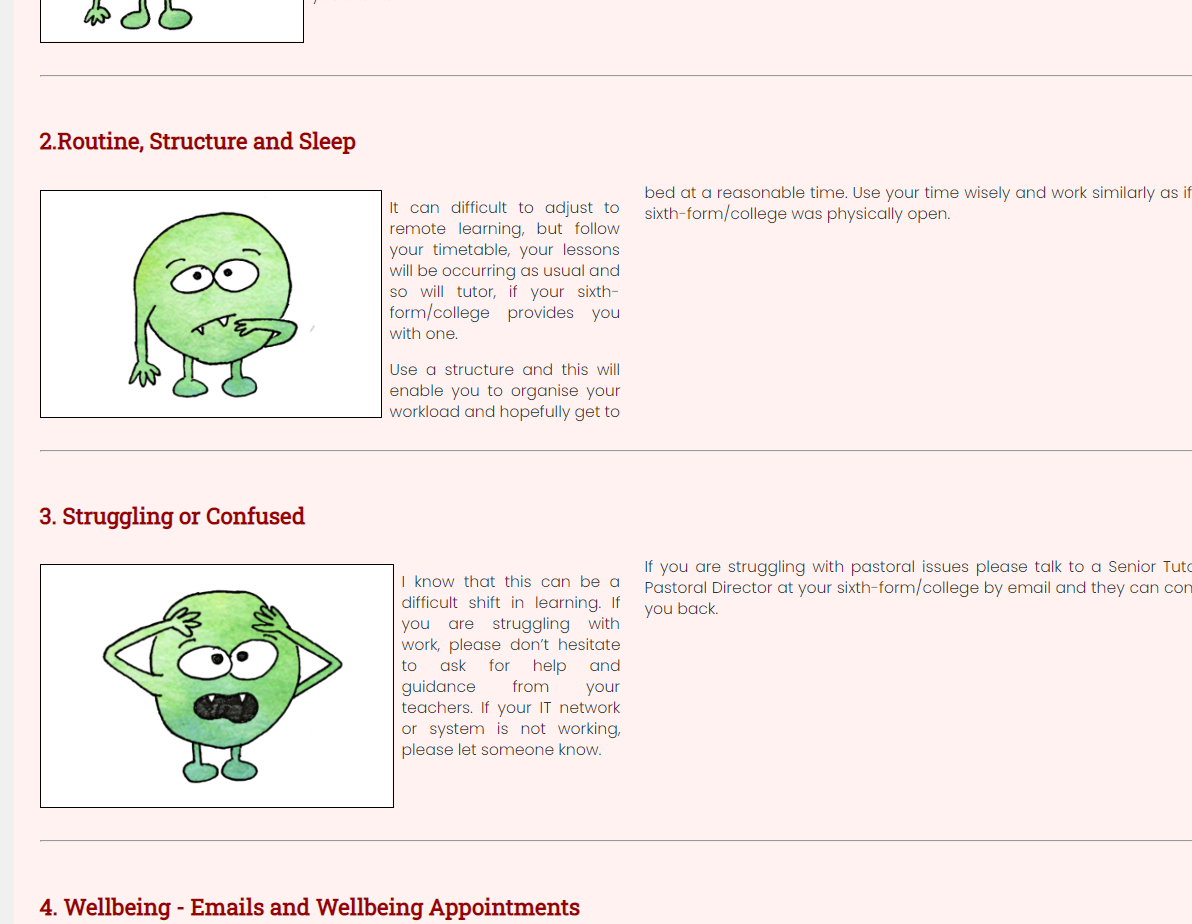 2.Routine, Structure and Sleep
It can difficult to adjust to
remote learning, but follow
your timetable, your lessons
will be occurring as usual and
so will tutor, if your sixth-
form/college provides you
with one.
Use a structure and this will
enable you to organise your
workload and hopefully get to
bed at a reasonable time. Use your time wisely and work similarly as if
sixth-form/college was physically open.
3. Struggling or Confused
I know that this can be a
difficult shift in learning. If
you are struggling with
work, please don’t hesitate
to ask for help and
guidance from your
teachers. If your IT network
or system is not working,
please let someone know.
If you are struggling with pastoral issues please talk to a Senior
Pastoral Director at your sixth-form/college by email and they can
you back.
4. Wellbeing - Emails and Wellbeing Appointments